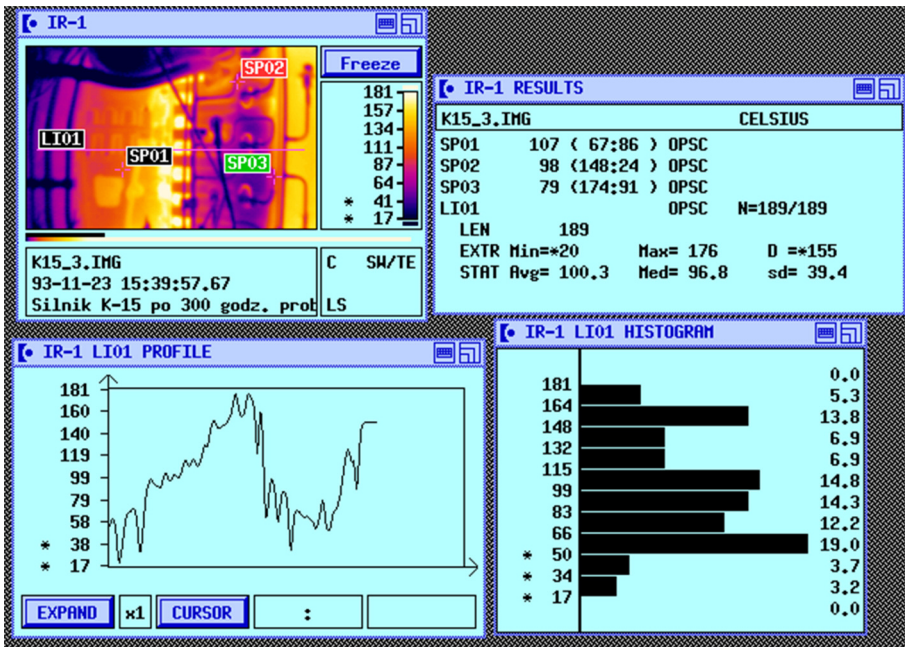 IR-1
SP02
LI01
SP01
SP03
Freeze
181
157
134
111
87
64
* 41
* 17
K15_3.IMG
93-11-23 15:39:57.67
Silnik K-15 po 300 godz. prob
C SW/TE
LS
IR-1 RESULTS
K15_3.IMG CELSIUS
SP01 107 ( 67:86 ) OPSC
SP02 98 (148:24 ) OPSC
SP03 79 (174:91 ) OPSC
LI01 OPSC N=189/189
LEN 189
EXTR Min=*20 Max= 176 D =*155
STAT Avg= 100.3 Med= 96.8 sd= 39.4
IR-1 LI01 PROFILE
181
160
140
119
99
79
58
* 38
* 17
EXPAND x1 CURSOR :
IR-1 LI01 HISTOGRAM
0.0
181
5.3
164
13.8
148
6.9
132
6.9
115
14.8
99
14.3
83
12.2
66
19.0
* 50
3.7
* 34
3.2
* 17
0.0